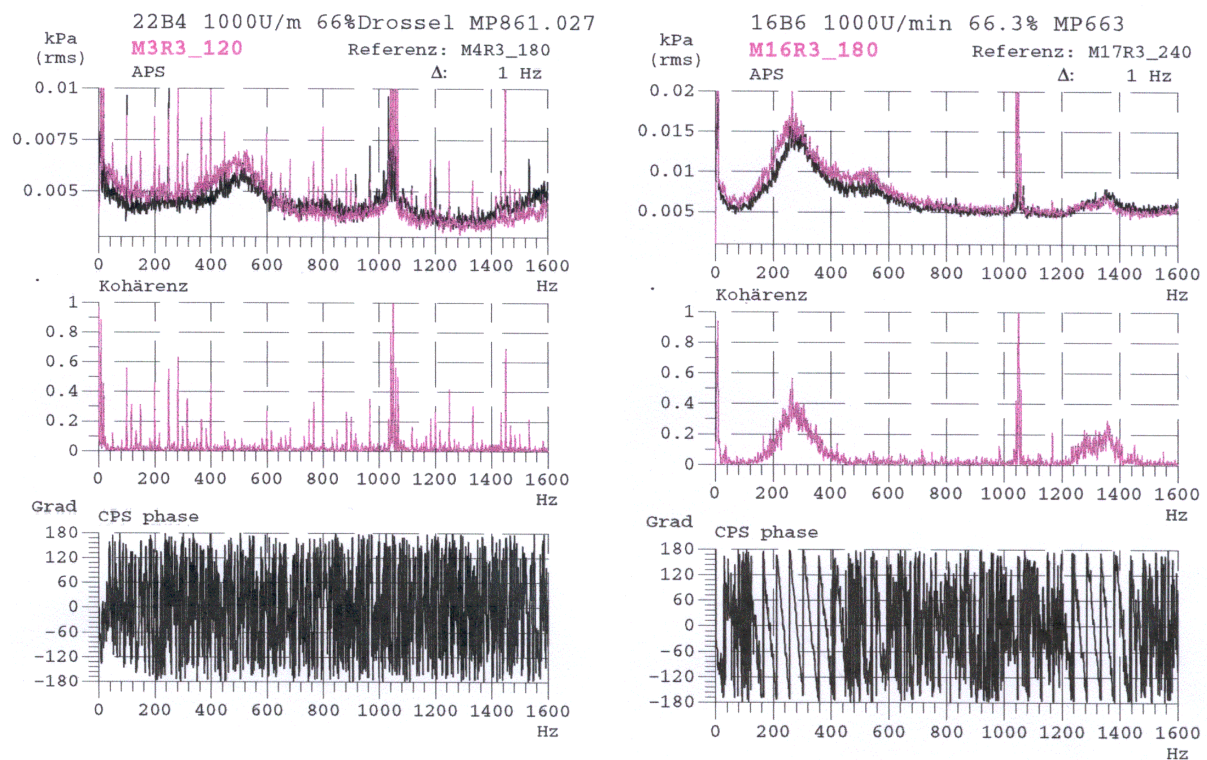 22B4 1000U/m 66%Drossel MP861.027
kPa
(rms)
M3R3_120
Referenz: M4R3_180
APS
Δ: 1 Hz
0.01
0.0075
0.005
0 200 400 600 800 1000 1200 1400 1600
Hz
Kohärenz
1
0.8
0.6
0.4
0.2
0
0 200 400 600 800 1000 1200 1400 1600
Hz
Grad
CPS phase
180
120
60
0
-60
-120
-180
0 200 400 600 800 1000 1200 1400 1600
Hz
16B6 1000U/min 66.3% MP663
kPa
(rms)
M16R3_180
Referenz: M17R3_240
APS
Δ: 1 Hz
0.02
0.015
0.01
0.005
0 200 400 600 800 1000 1200 1400 1600
Hz
Kohärenz
1
0.8
0.6
0.4
0.2
0
0 200 400 600 800 1000 1200 1400 1600
Hz
Grad
CPS phase
180
120
60
0
-60
-120
-180
0 200 400 600 800 1000 1200 1400 1600
Hz